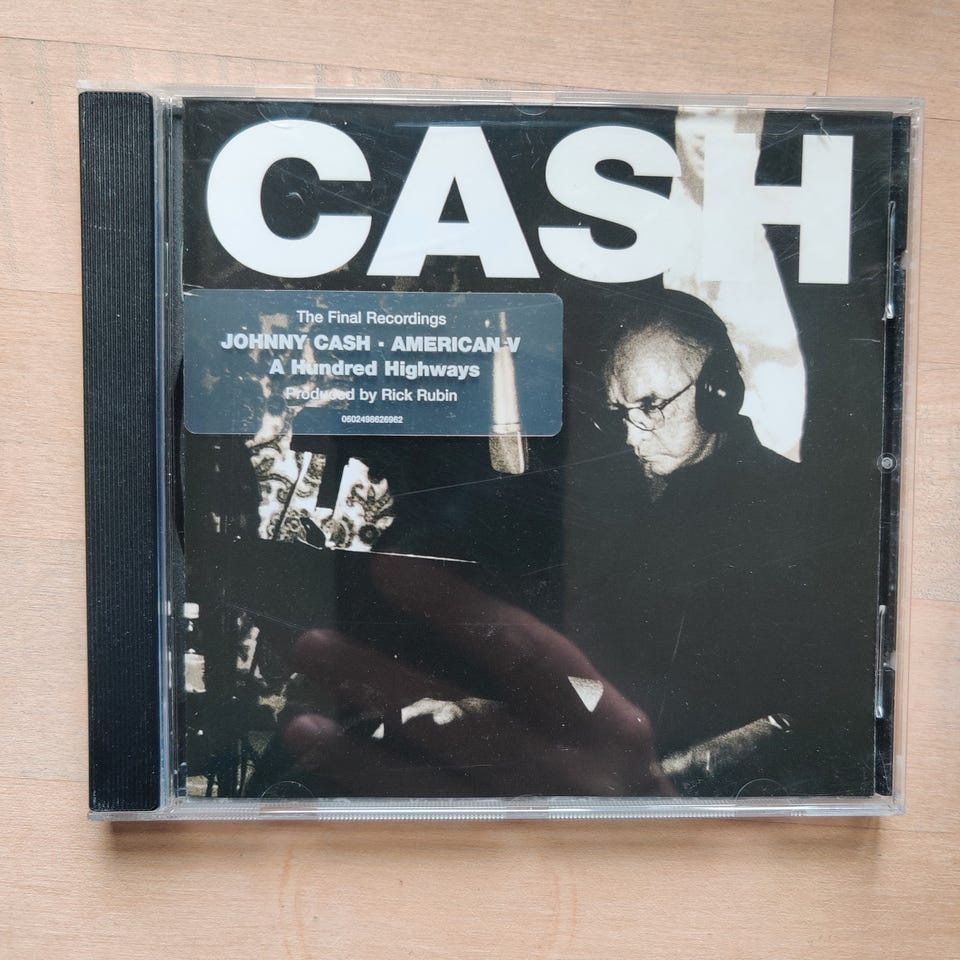 CASH
The Final Recordings
JOHNNY CASH · AMERICAN V
A Hundred Highways
Produced by Rick Rubin
0602498626962